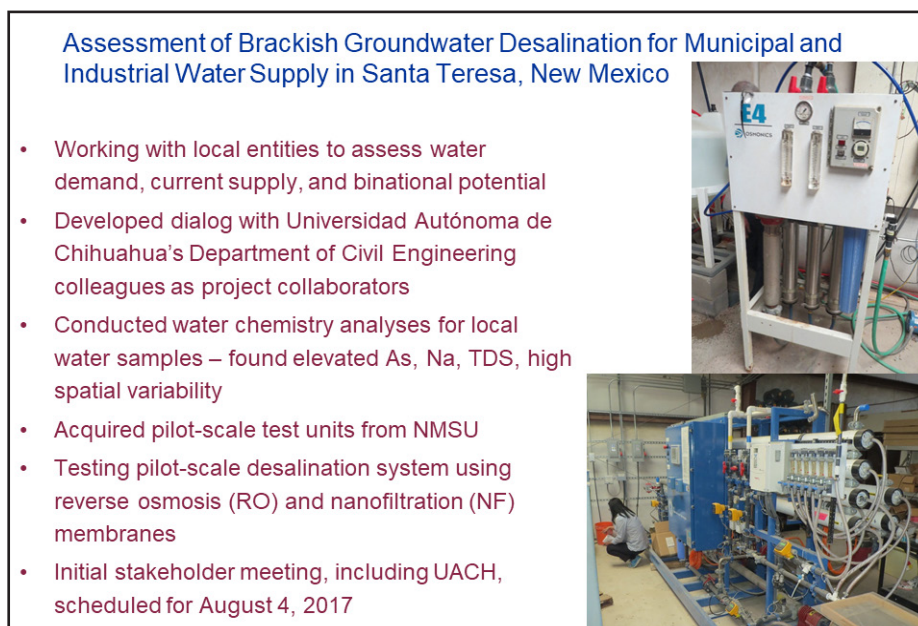 Assessment of Brackish Groundwater Desalination for Municipal and
Industrial Water Supply in Santa Teresa, New Mexico
• Working with local entities to assess water
demand, current supply, and binational potential
• Developed dialog with Universidad Autónoma de
Chihuahua's Department of Civil Engineering
colleagues as project collaborators
• Conducted water chemistry analyses for local
water samples – found elevated As, Na, TDS, high
spatial variability
• Acquired pilot-scale test units from NMSU
• Testing pilot-scale desalination system using
reverse osmosis (RO) and nanofiltration (NF)
membranes
• Initial stakeholder meeting, including UACH,
scheduled for August 4, 2017
E4
OSMONICS